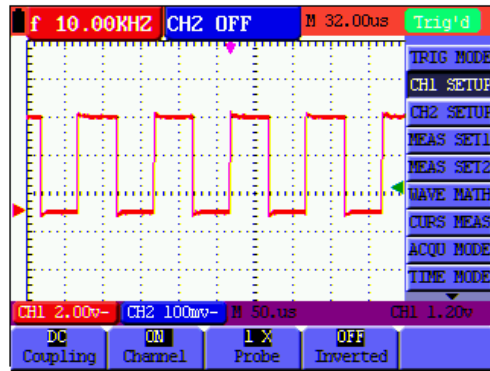 f 10.00KHZ CH2 OFF M 32.00us Trig'd
TRIG MODE
CH1 SETUP
CH2 SETUP
MEAS SET1
MEAS SET2
WAVE MATH
CURS MEAS
ACQU MODE
TIME MODE
CH1 2.00v- CH2 100mv- M 50.us CH1 1.20v
DC ON 1 X OFF
Coupling Channel Probe Inverted